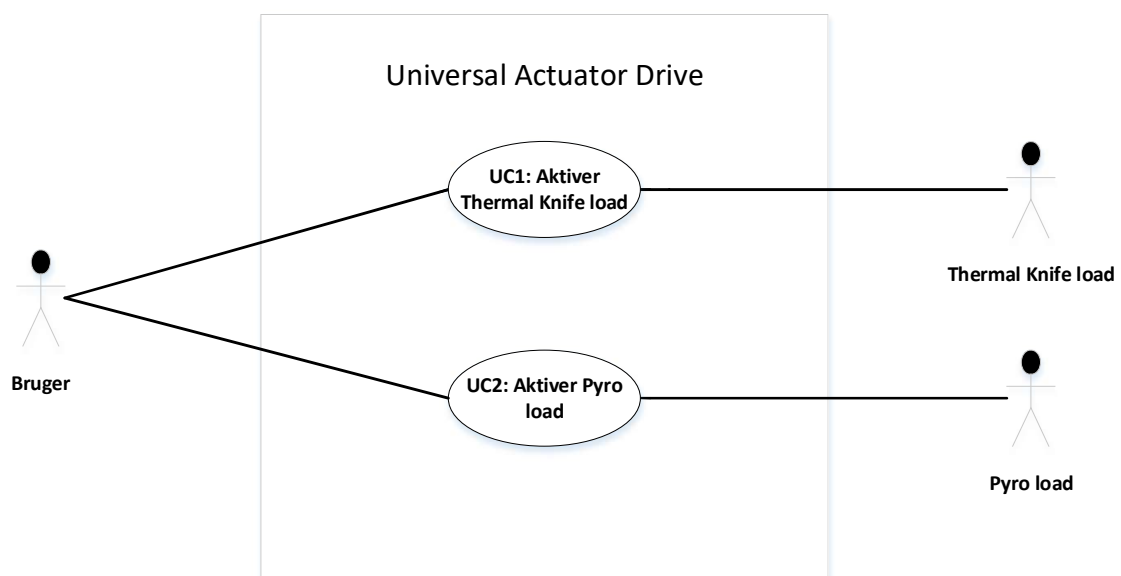 Universal Actuator Drive
UC1: Aktiver
Thermal Knife load
Thermal Knife load
Bruger
UC2: Aktiver Pyro
load
Pyro load